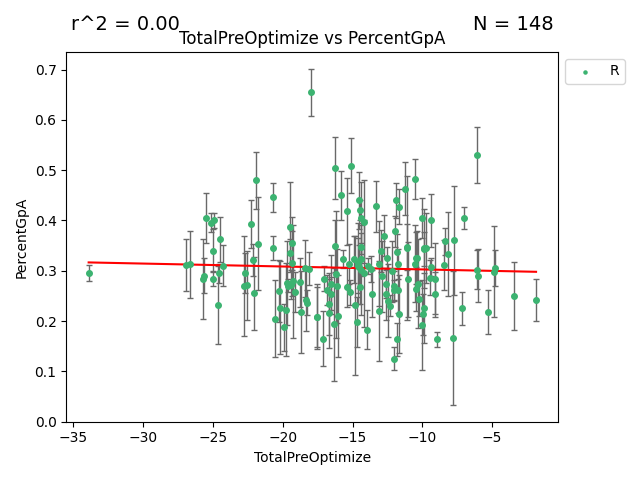 r^2 = 0.00
N = 148
TotalPreOptimize vs PercentGpA
R
0.7
0.6
0.5
0.4
0.3
0.2
0.1
0.0
PercentGpA
−35 −30 −25 −20 −15 −10 −5
TotalPreOptimize